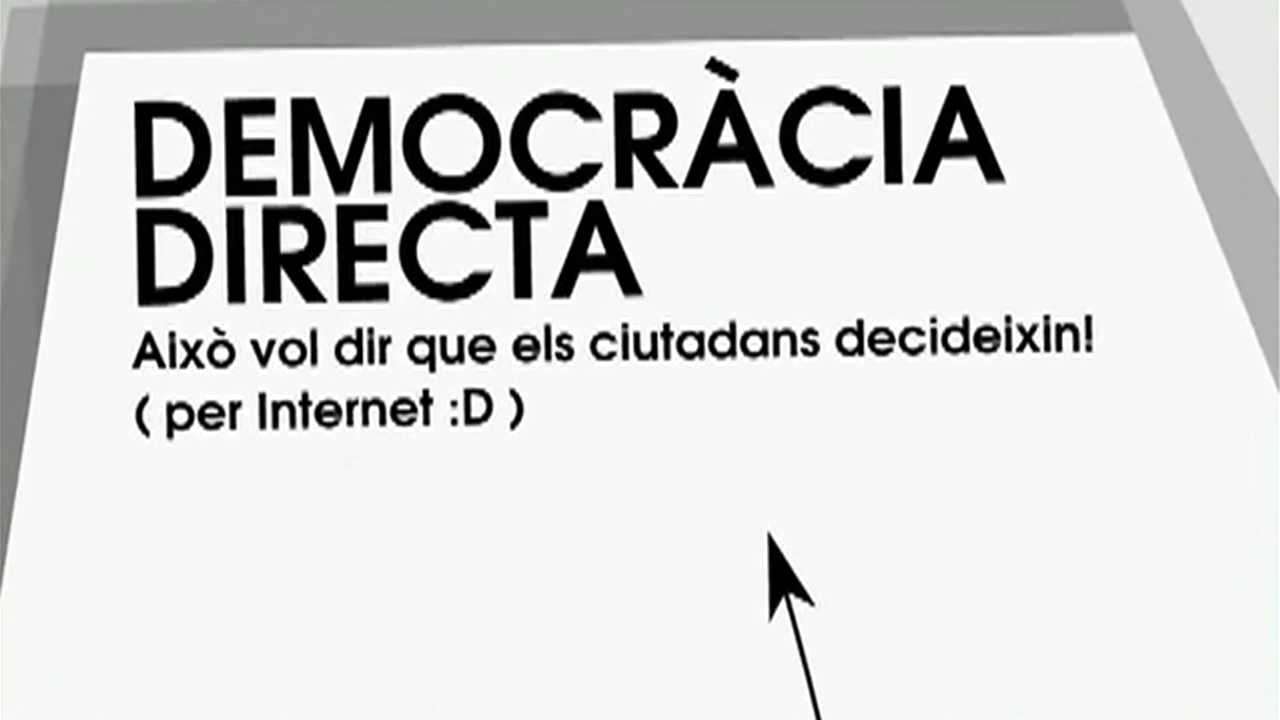 DEMOCRÀCIA
DIRECTA
Això vol dir que els ciutadans decideixin!
( per Internet :D )